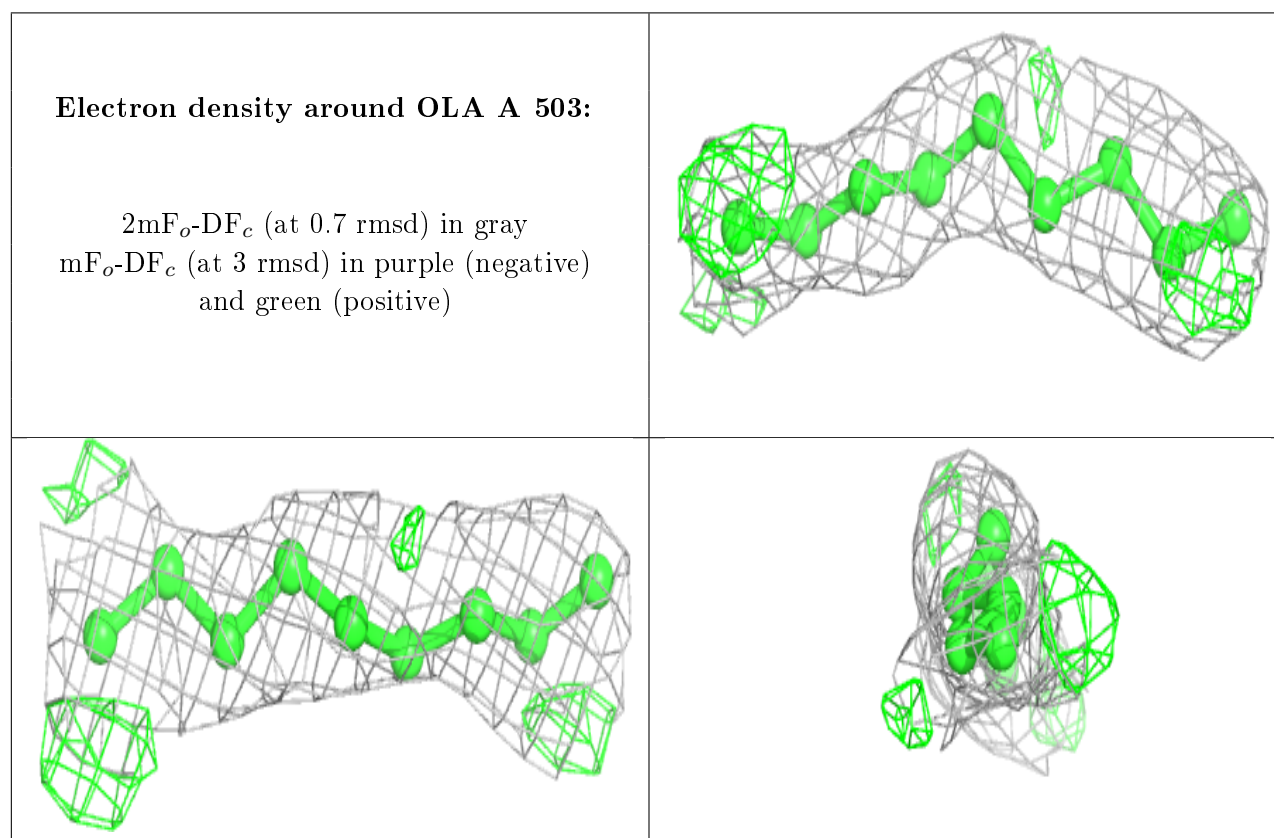 Electron density around OLA A 503:
2mFo-DFc (at 0.7 rmsd) in gray
mFo-DFc (at 3 rmsd) in purple (negative)
and green (positive)